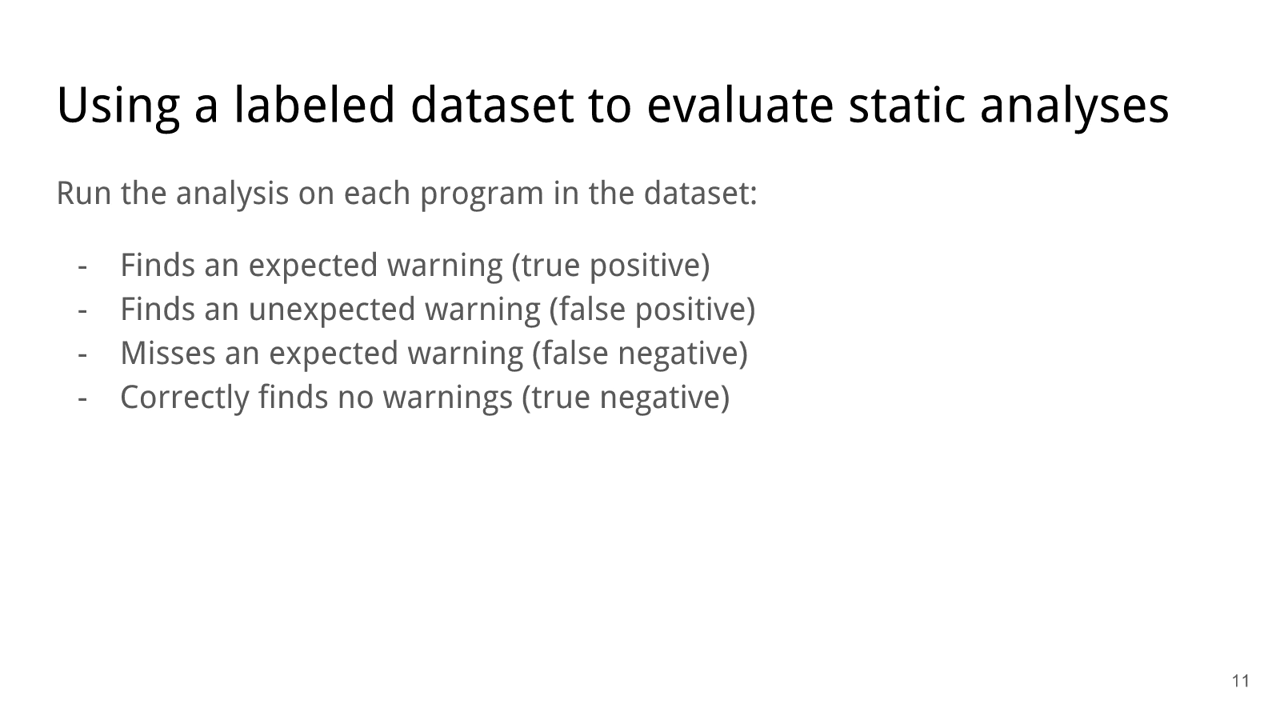 Using a labeled dataset to evaluate static analyses
Run the analysis on each program in the dataset:
- Finds an expected warning (true positive)
- Finds an unexpected warning (false positive)
- Misses an expected warning (false negative)
- Correctly finds no warnings (true negative)
11